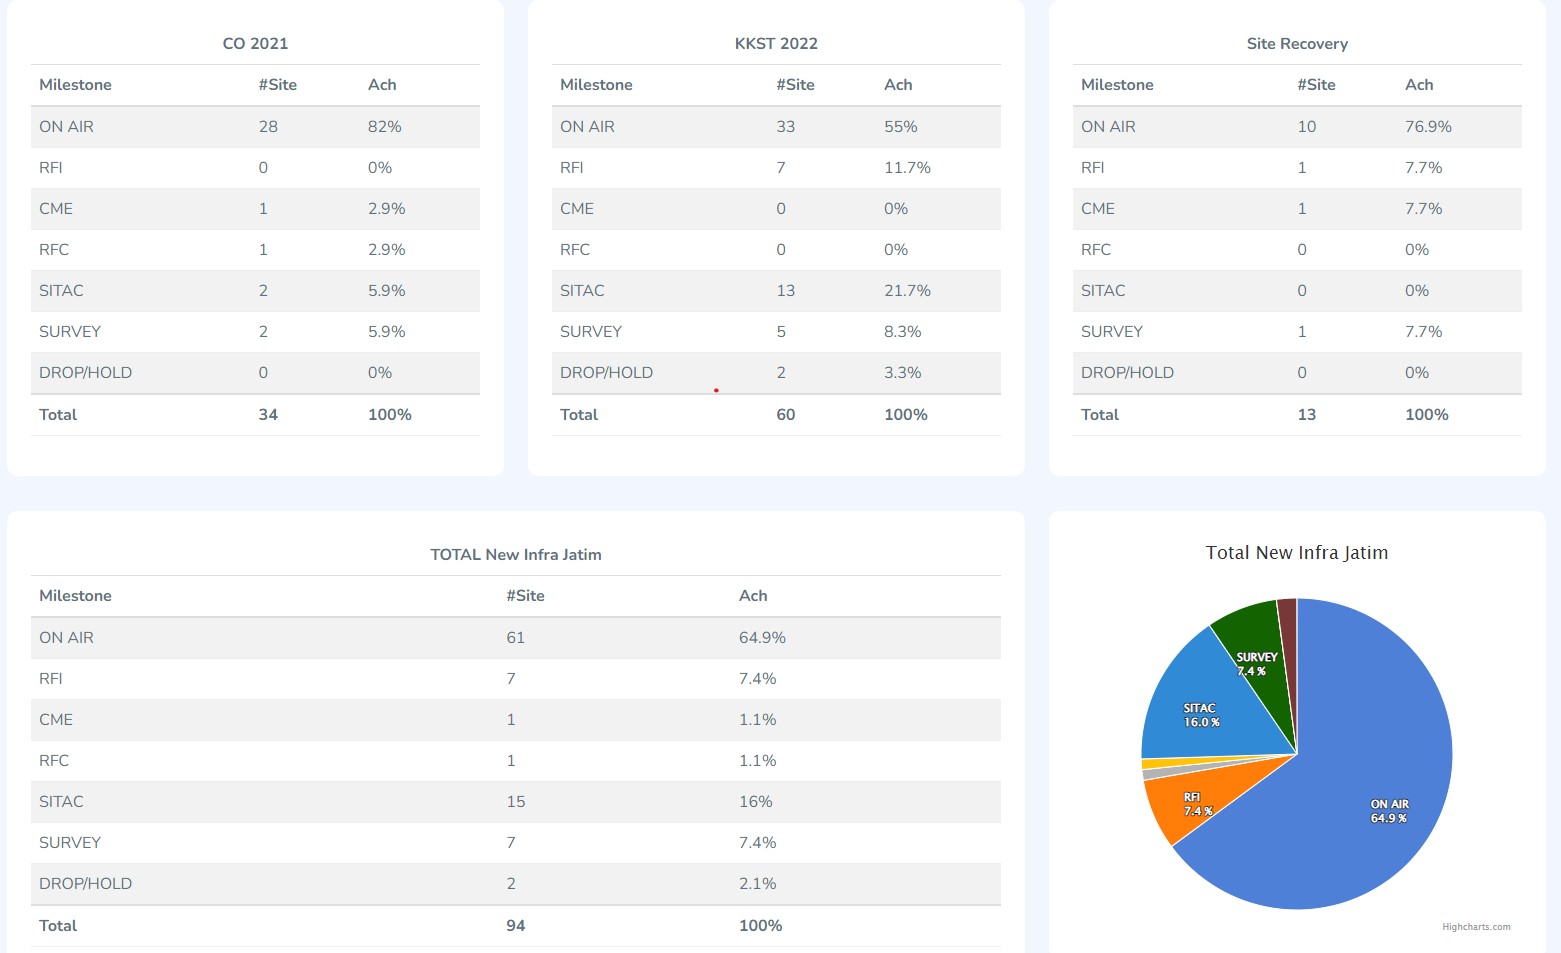 CO 2021
Milestone #Site Ach
ON AIR 28 82%
RFI 0 0%
CME 1 2.9%
RFC 1 2.9%
SITAC 2 5.9%
SURVEY 2 5.9%
DROP/HOLD 0 0%
Total 34 100%
KKST 2022
Milestone #Site Ach
ON AIR 33 55%
RFI 7 11.7%
CME 0 0%
RFC 0 0%
SITAC 13 21.7%
SURVEY 5 8.3%
DROP/HOLD 2 3.3%
Total 60 100%
Site Recovery
Milestone #Site Ach
ON AIR 10 76.9%
RFI 1 7.7%
CME 1 7.7%
RFC 0 0%
SITAC 0 0%
SURVEY 1 7.7%
DROP/HOLD 0 0%
Total 13 100%
TOTAL New Infra Jatim
Milestone #Site Ach
ON AIR 61 64.9%
RFI 7 7.4%
CME 1 1.1%
RFC 1 1.1%
SITAC 15 16%
SURVEY 7 7.4%
DROP/HOLD 2 2.1%
Total 94 100%
Total New Infra Jatim
SURVEY
7.4 %
SITAC
16.0 %
RFI
7.4 %
ON AIR
64.9 %
Highcharts.com